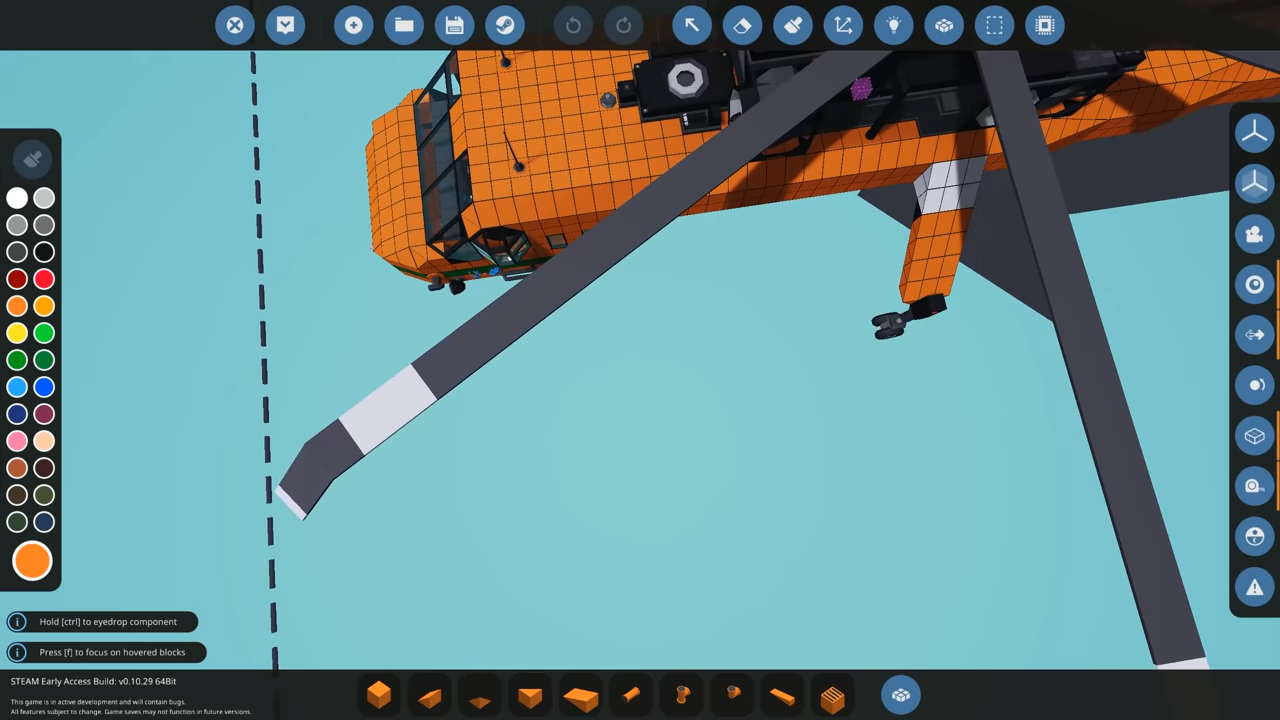 Hold [ctrl] to eyedrop component
Press [f] to focus on hovered blocks
STEAM Early Access Build: v0.10.29 64Bit
This game is in active development and will contain bugs.
All features subject to change. Game saves may not function in future versions.